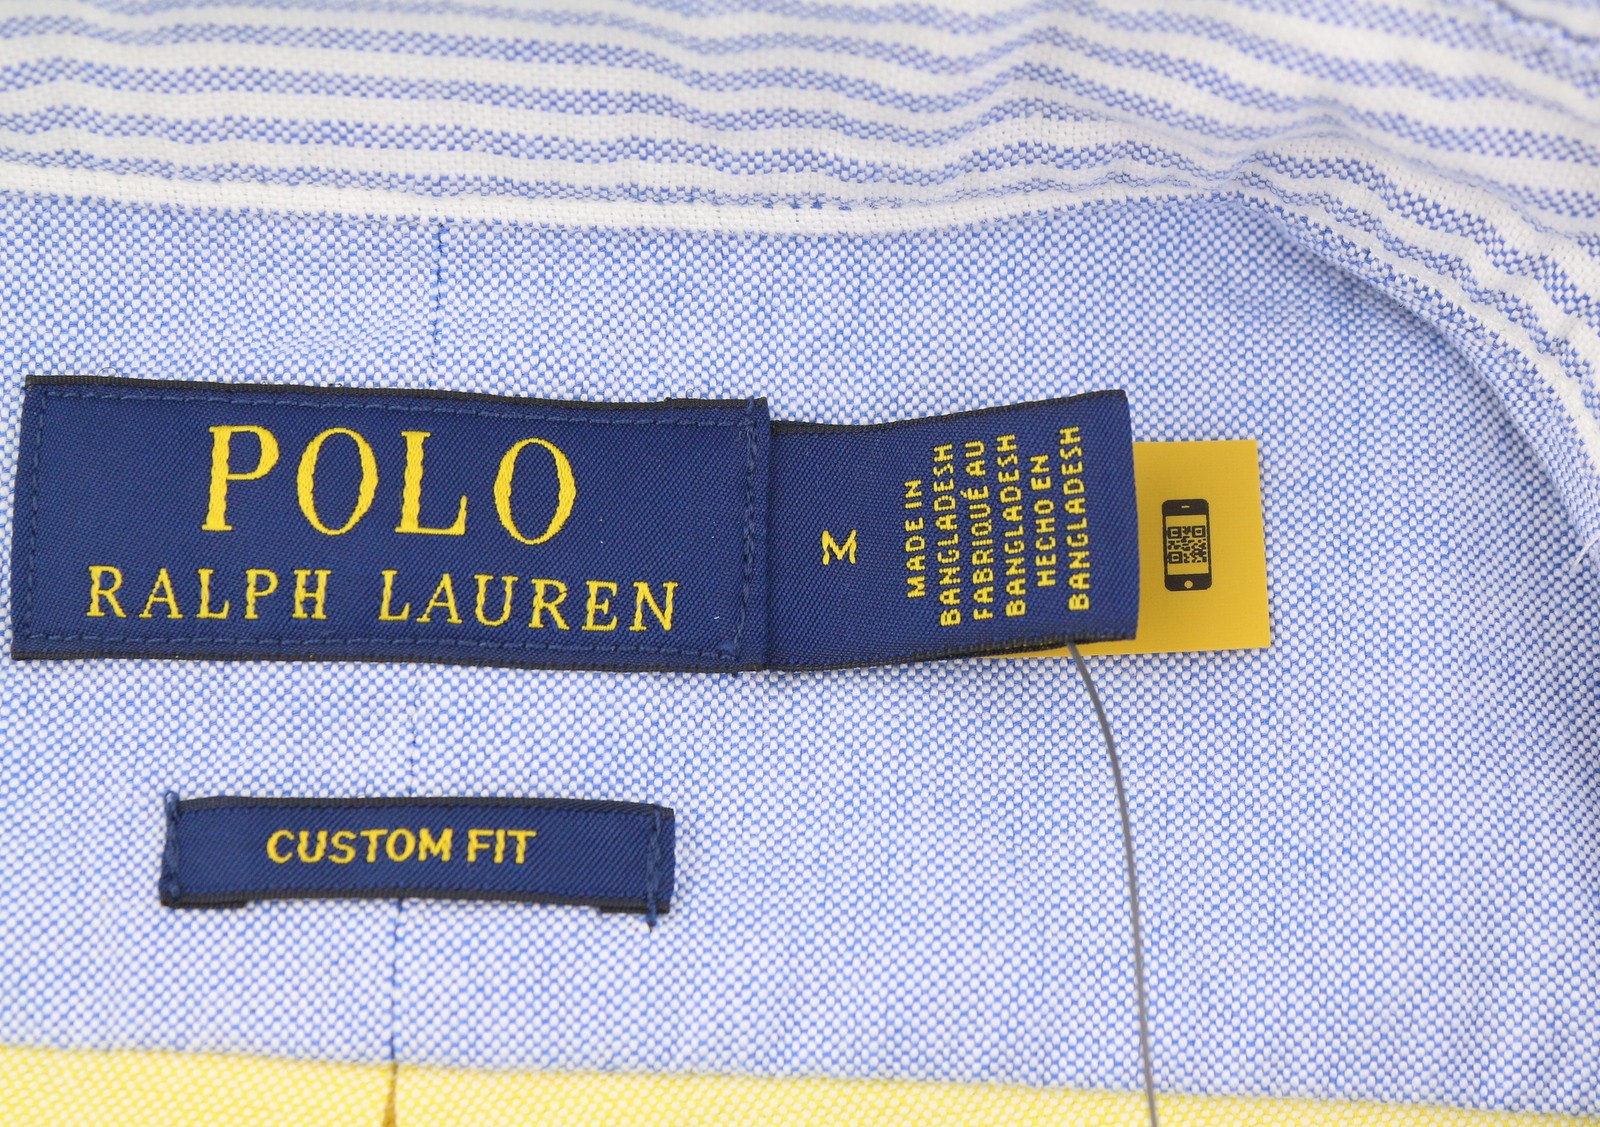 POLO
RALPH LAUREN
M
MADE IN
BANGLADESH
FABRIQUÉ AU
BANGLADESH
HECHO EN
BANGLADESH
CUSTOM FIT